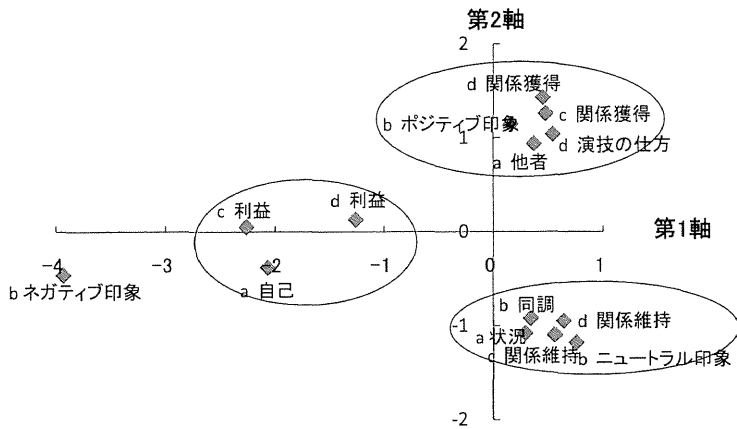 第2軸
2
d 関係獲得
c 関係獲得
b ポジティブ印象
1
d 演技の仕方
a 他者
c 利益
d 利益
0
第1軸
-4
-3
-2
-1
0
1
b ネガティブ印象
a 自己
b 同調
-1
d 関係維持
a 状況
c 関係維持
b ニュートラル印象
-2